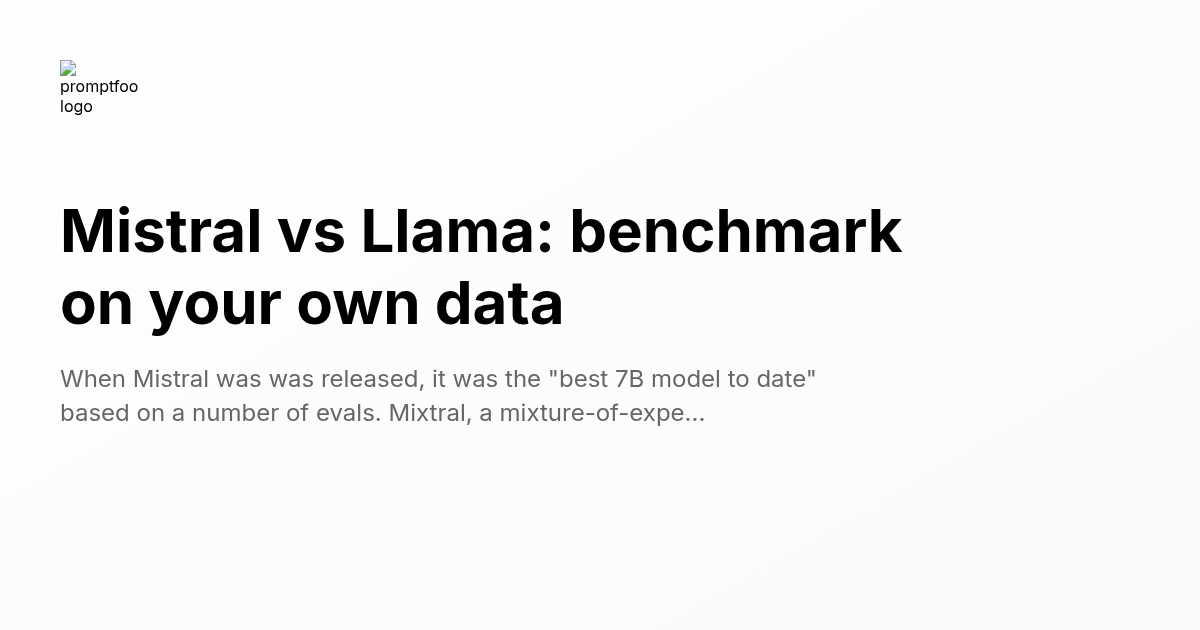 promptfoo
logo
Mistral vs Llama: benchmark
on your own data
When Mistral was was released, it was the "best 7B model to date"
based on a number of evals. Mixtral, a mixture-of-expe...